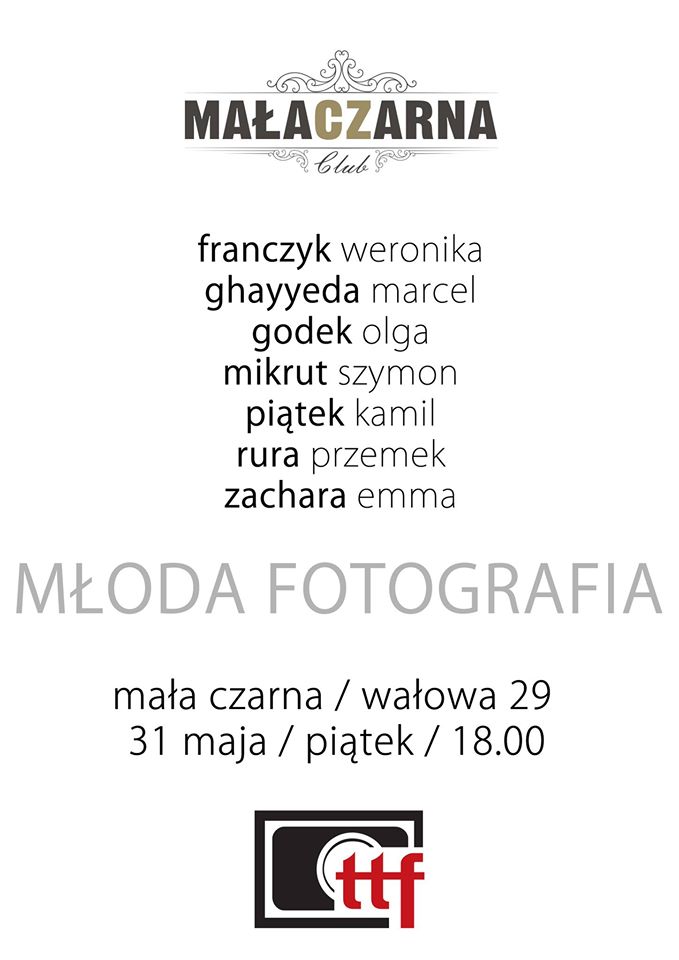 MAŁACZARNA
Club
franczyk weronika
ghayyeda marcel
godek olga
mikrut szymon
piątek kamil
rura przemek
zachara emma
MŁODA FOTOGRAFIA
mała czarna / wałowa 29
31 maja / piątek / 18.00
ttf